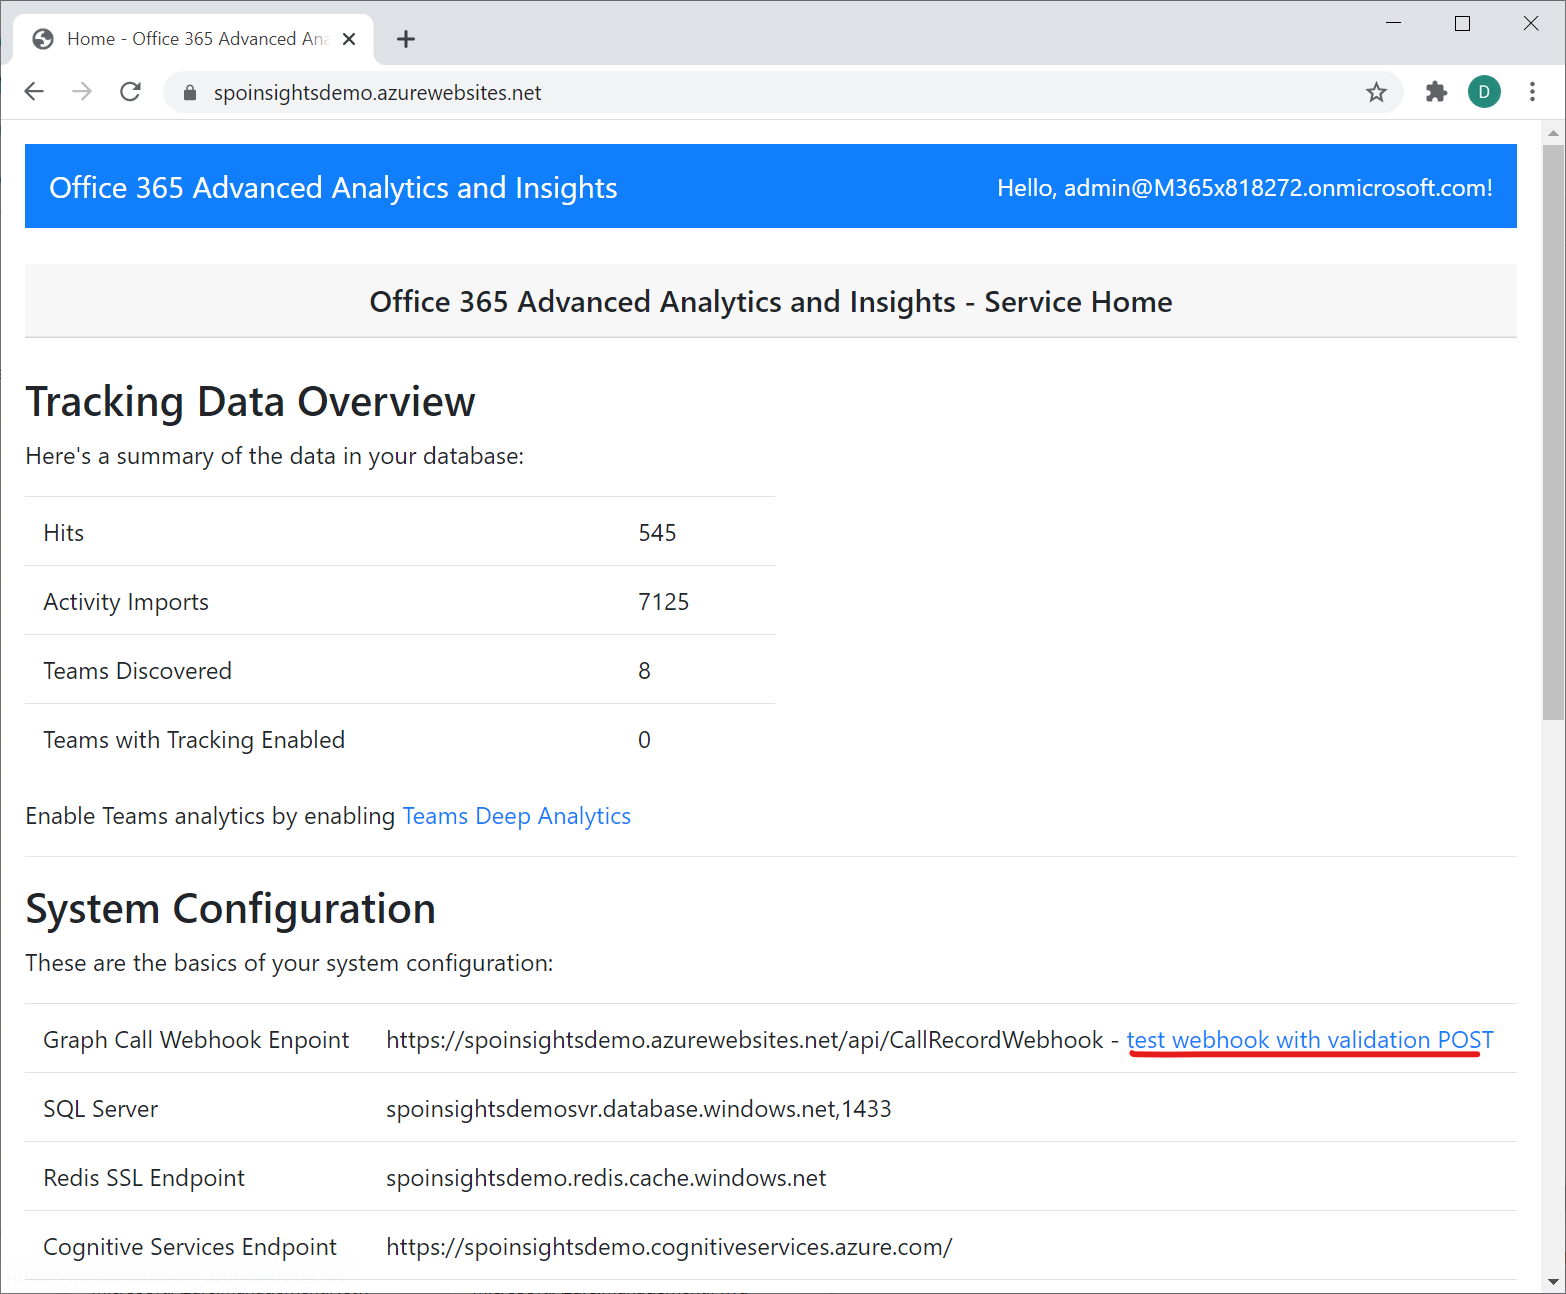 Home - Office 365 Advanced Ana
spoinsightsdemo.azurewebsites.net
D
Office 365 Advanced Analytics and Insights
Hello, admin@M365x818272.onmicrosoft.com!
Office 365 Advanced Analytics and Insights - Service Home
Tracking Data Overview
Here's a summary of the data in your database:
Hits 545
Activity Imports 7125
Teams Discovered 8
Teams with Tracking Enabled 0
Enable Teams analytics by enabling Teams Deep Analytics
System Configuration
These are the basics of your system configuration:
Graph Call Webhook Enpoint https://spoinsightsdemo.azurewebsites.net/api/CallRecordWebhook - test webhook with validation POST
SQL Server spoinsightsdemosvr.database.windows.net,1433
Redis SSL Endpoint spoinsightsdemo.redis.cache.windows.net
Cognitive Services Endpoint https://spoinsightsdemo.cognitiveservices.azure.com/